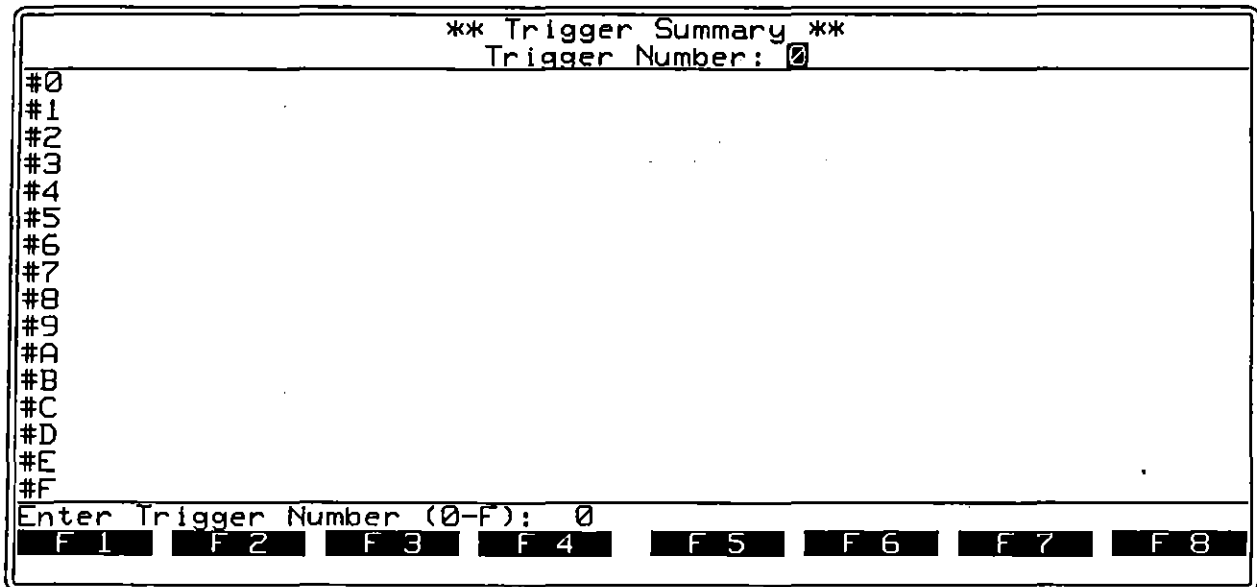 ** Trigger Summary **
Trigger Number: 0
#0
#1
#2
#3
#4
#5
#6
#7
#8
#9
#A
#B
#C
#D
#E
#F
Enter Trigger Number (0-F): 0
F 1 F 2 F 3 F 4 F 5 F 6 F 7 F 8